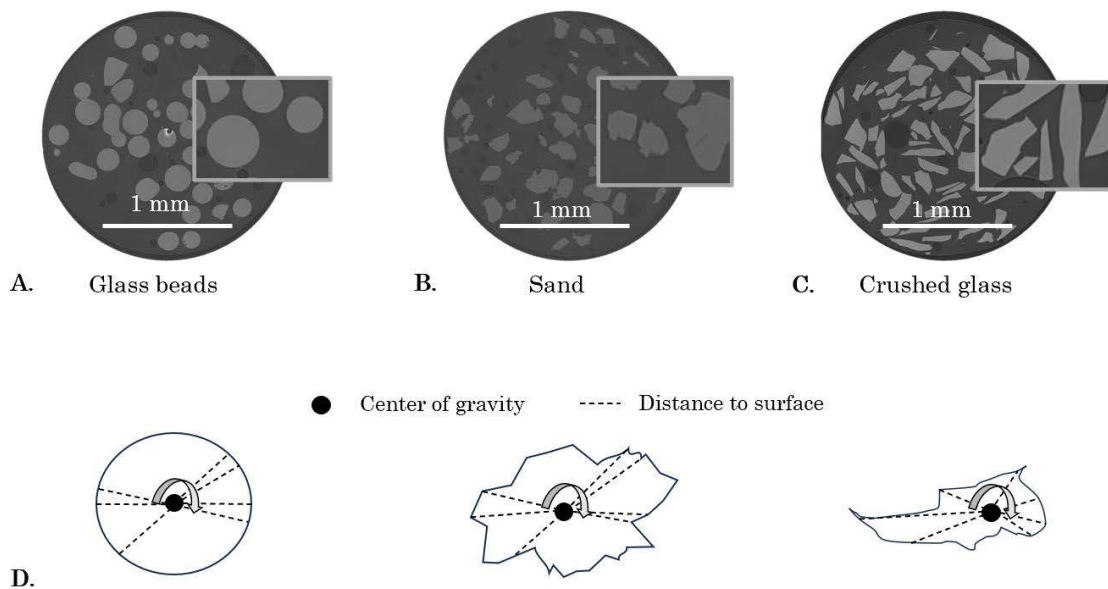 1 mm
1 mm
1 mm
A. Glass beads
B. Sand
C. Crushed glass
Center of gravity
Distance to surface
D.